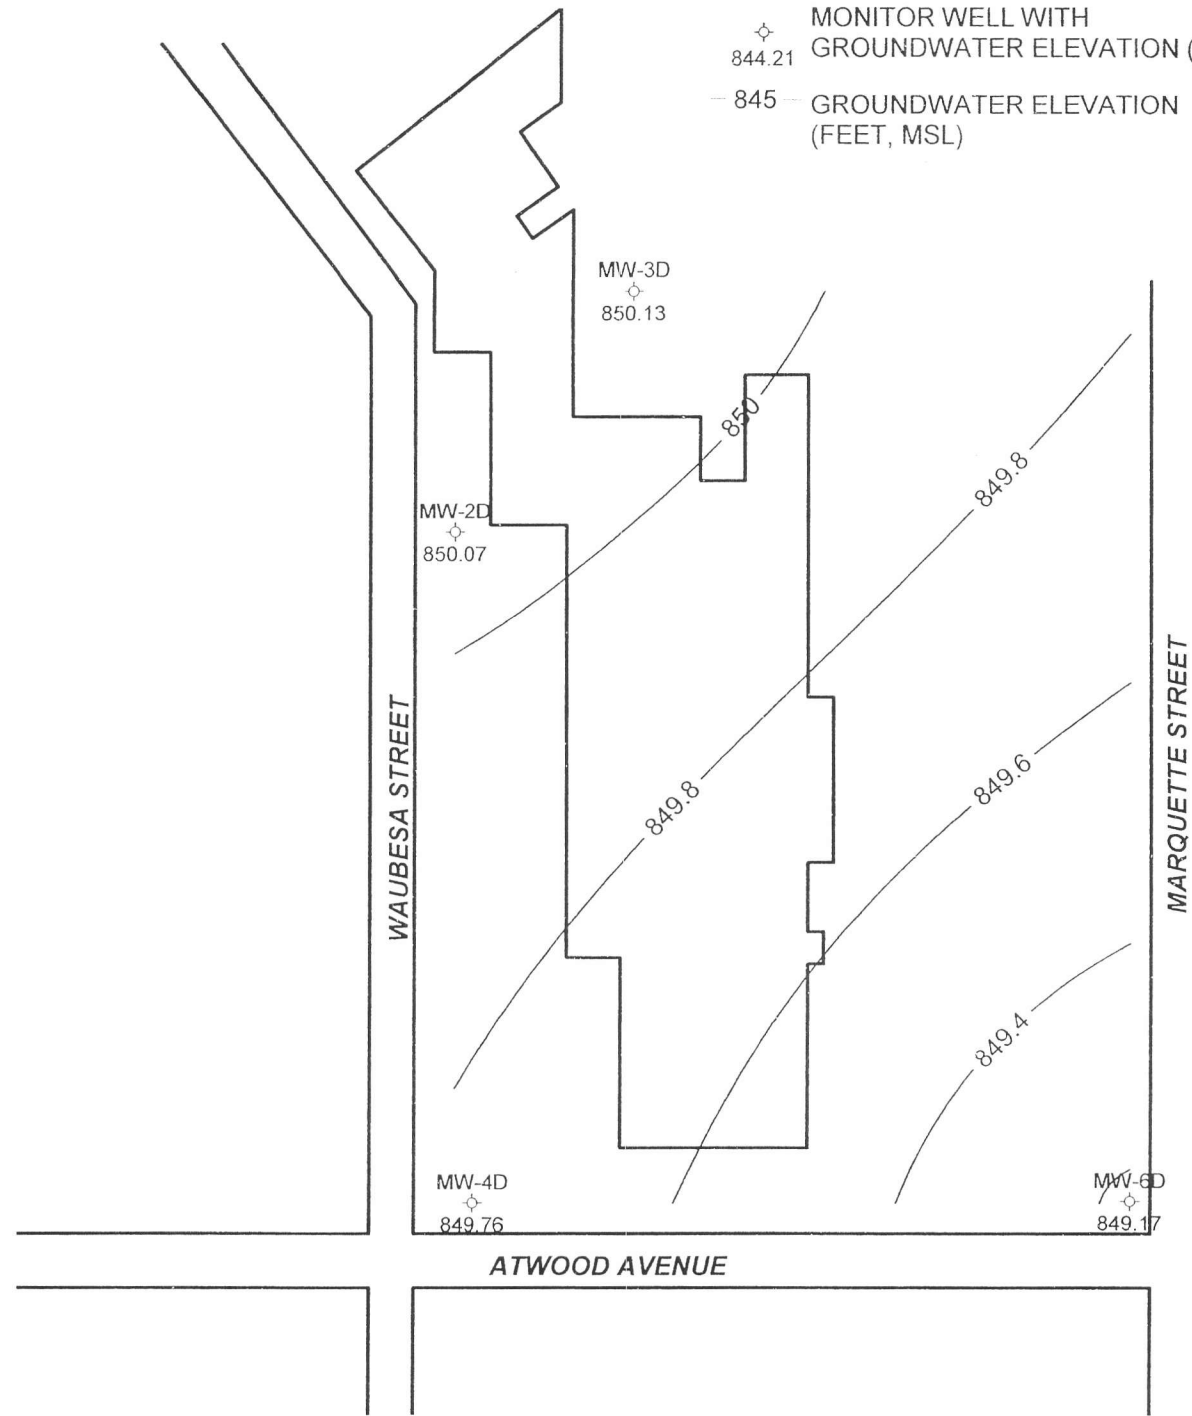 MONITOR WELL WITH
844.21 GROUNDWATER ELEVATION (
845 GROUNDWATER ELEVATION
(FEET, MSL)
MW-3D
850.13
850
849.8
MW-2D
850.07
WAUBESA STREET
MARQUETTE STREET
849.8
849.6
849.4
MW-4D
849.76
MW-6D
849.17
ATWOOD AVENUE